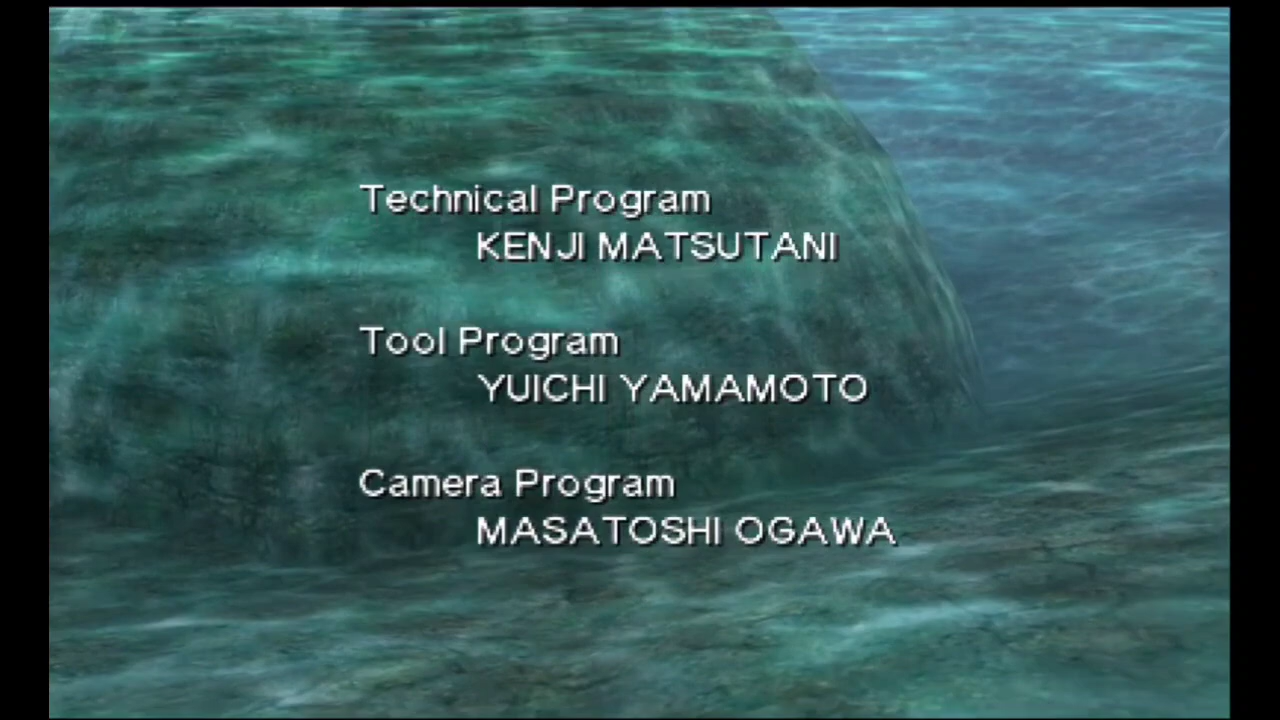 Technical Program
KENJI MATSUTANI
Tool Program
YUICHI YAMAMOTO
Camera Program
MASATOSHI OGAWA